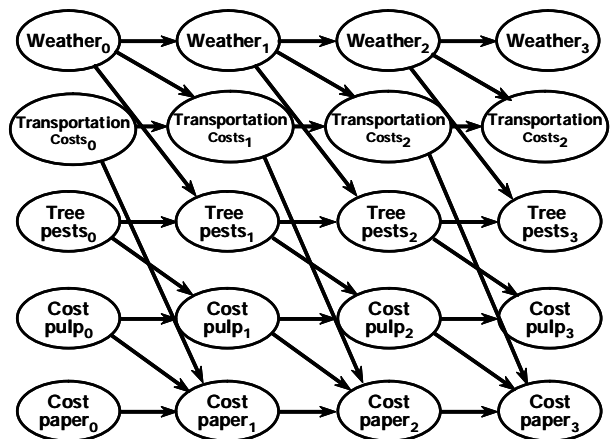 Weather0 Weather1 Weather2 Weather3
Transportation Transportation Transportation Transportation
Costs0 Costs1 Costs2 Costs2
Tree Tree Tree Tree
pests0 pests1 pests2 pests3
Cost Cost Cost Cost
pulp0 pulp1 pulp2 pulp3
Cost Cost Cost Cost
paper0 paper1 paper2 paper3